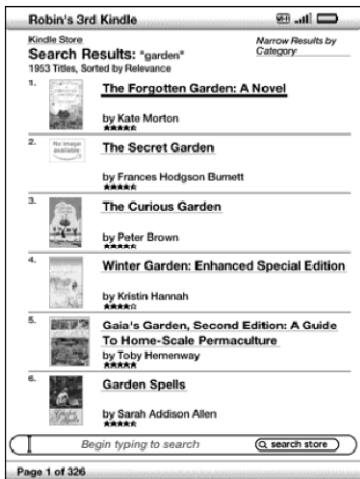 Robin's 3rd Kindle
Kindle Store
Narrow Results by
Category
Search Results: "garden"
1953 Titles, Sorted by Relevance
1.
The Forgotten Garden: A Novel
by Kate Morton
2.
No image
available
The Secret Garden
by Frances Hodgson Burnett
3.
The Curious Garden
by Peter Brown
4.
Winter Garden: Enhanced Special Edition
by Kristin Hannah
5.
Gaia's Garden, Second Edition: A Guide
To Home-Scale Permaculture
by Toby Hemenway
6.
Garden Spells
by Sarah Addison Allen
Begin typing to search
search store
Page 1 of 326